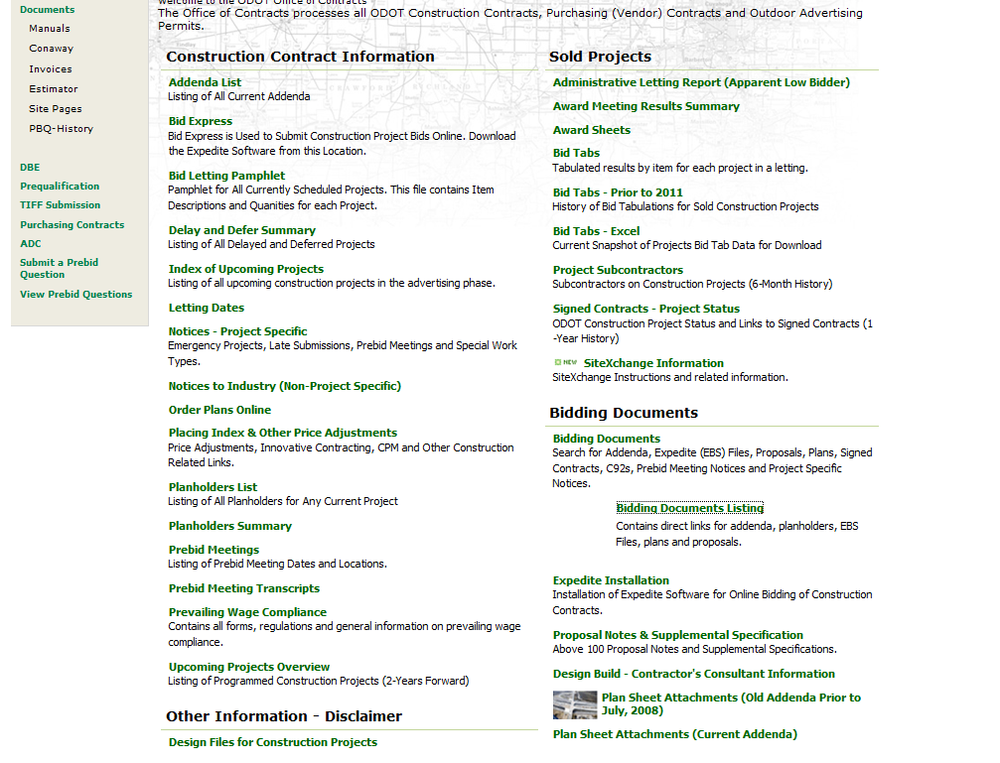 Documents
Manuals
Conaway
Invoices
Estimator
Site Pages
PBQ-History
DBE
Prequalification
TIFF Submission
Purchasing Contracts
ADC
Submit a Prebid
Question
View Prebid Questions
Welcome to the ODOT Office of Contracts
The Office of Contracts processes all ODOT Construction Contracts, Purchasing (Vendor) Contracts and Outdoor Advertising
Permits.
Construction Contract Information
Addenda List
Listing of All Current Addenda
Bid Express
Bid Express is Used to Submit Construction Project Bids Online. Download
the Expedite Software from this Location.
Bid Letting Pamphlet
Pamphlet for All Currently Scheduled Projects. This file contains Item
Descriptions and Quanities for each Project.
Delay and Defer Summary
Listing of All Delayed and Deferred Projects
Index of Upcoming Projects
Listing of all upcoming construction projects in the advertising phase.
Letting Dates
Notices - Project Specific
Emergency Projects, Late Submissions, Prebid Meetings and Special Work
Types.
Notices to Industry (Non-Project Specific)
Order Plans Online
Placing Index & Other Price Adjustments
Price Adjustments, Innovative Contracting, CPM and Other Construction
Related Links.
Planholders List
Listing of All Planholders for Any Current Project
Planholders Summary
Prebid Meetings
Listing of Prebid Meeting Dates and Locations.
Prebid Meeting Transcripts
Prevailing Wage Compliance
Contains all forms, regulations and general information on prevailing wage
compliance.
Upcoming Projects Overview
Listing of Programmed Construction Projects (2-Years Forward)
Other Information - Disclaimer
Design Files for Construction Projects
Sold Projects
Administrative Letting Report (Apparent Low Bidder)
Award Meeting Results Summary
Award Sheets
Bid Tabs
Tabulated results by item for each project in a letting.
Bid Tabs - Prior to 2011
History of Bid Tabulations for Sold Construction Projects
Bid Tabs - Excel
Current Snapshot of Projects Bid Tab Data for Download
Project Subcontractors
Subcontractors on Construction Projects (6-Month History)
Signed Contracts - Project Status
ODOT Construction Project Status and Links to Signed Contracts (1
-Year History)
NEW SiteXchange Information
SiteXchange Instructions and related information.
Bidding Documents
Bidding Documents
Search for Addenda, Expedite (EBS) Files, Proposals, Plans, Signed
Contracts, C92s, Prebid Meeting Notices and Project Specific
Notices.
Bidding Documents Listing
Contains direct links for addenda, planholders, EBS
Files, plans and proposals.
Expedite Installation
Installation of Expedite Software for Online Bidding of Construction
Contracts.
Proposal Notes & Supplemental Specification
Above 100 Proposal Notes and Supplemental Specifications.
Design Build - Contractor's Consultant Information
Plan Sheet Attachments (Old Addenda Prior to
July, 2008)
Plan Sheet Attachments (Current Addenda)